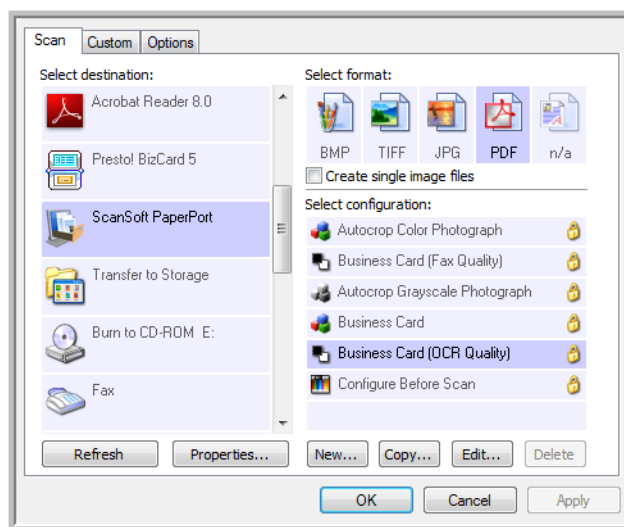 Scan Custom Options
Select destination:
Acrobat Reader 8.0
Presto! BizCard 5
ScanSoft PaperPort
Transfer to Storage
Burn to CD-ROM E:
Fax
Refresh Properties...
Select format:
BMP TIFF JPG PDF n/a
Create single image files
Select configuration:
Autocrop Color Photograph
Business Card (Fax Quality)
Autocrop Grayscale Photograph
Business Card
Business Card (OCR Quality)
Configure Before Scan
New... Copy... Edit... Delete
OK Cancel Apply